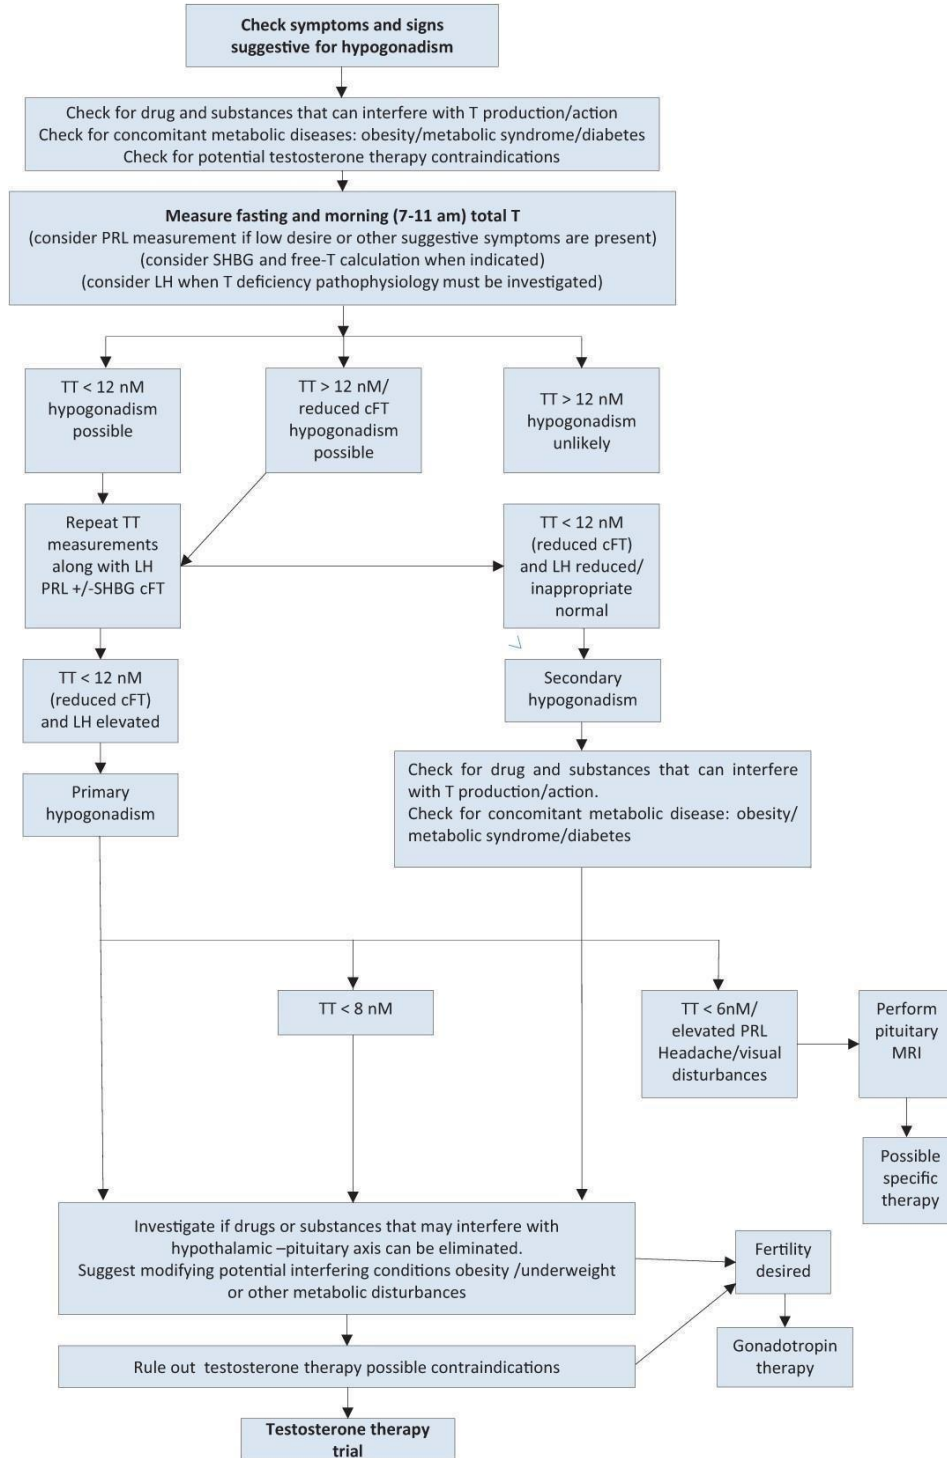 Check symptoms and signs
suggestive for hypogonadism
Check for drug and substances that can interfere with T production/action
Check for concomitant metabolic diseases: obesity/metabolic syndrome/diabetes
Check for potential testosterone therapy contraindications
Measure fasting and morning (7-11 am) total T
(consider PRL measurement if low desire or other suggestive symptoms are present)
(consider SHBG and free-T calculation when indicated)
(consider LH when T deficiency pathophysiology must be investigated)
TT < 12 nM
hypogonadism
possible
TT > 12 nM/
reduced cFT
hypogonadism
possible
TT > 12 nM
hypogonadism
unlikely
Repeat TT
measurements
along with LH
PRL +/-SHBG cFT
TT < 12 nM
(reduced cFT)
and LH reduced/
inappropriate
normal
TT < 12 nM
(reduced cFT)
and LH elevated
Secondary
hypogonadism
Primary
hypogonadism
Check for drug and substances that can interfere
with T production/action.
Check for concomitant metabolic disease: obesity/
metabolic syndrome/diabetes
TT < 8 nM
TT < 6nM/
elevated PRL
Headache/visual
disturbances
Perform
pituitary
MRI
Possible
specific
therapy
Investigate if drugs or substances that may interfere with
hypothalamic –pituitary axis can be eliminated.
Suggest modifying potential interfering conditions obesity /underweight
or other metabolic disturbances
Fertility
desired
Gonadotropin
therapy
Rule out testosterone therapy possible contraindications
Testosterone therapy
trial